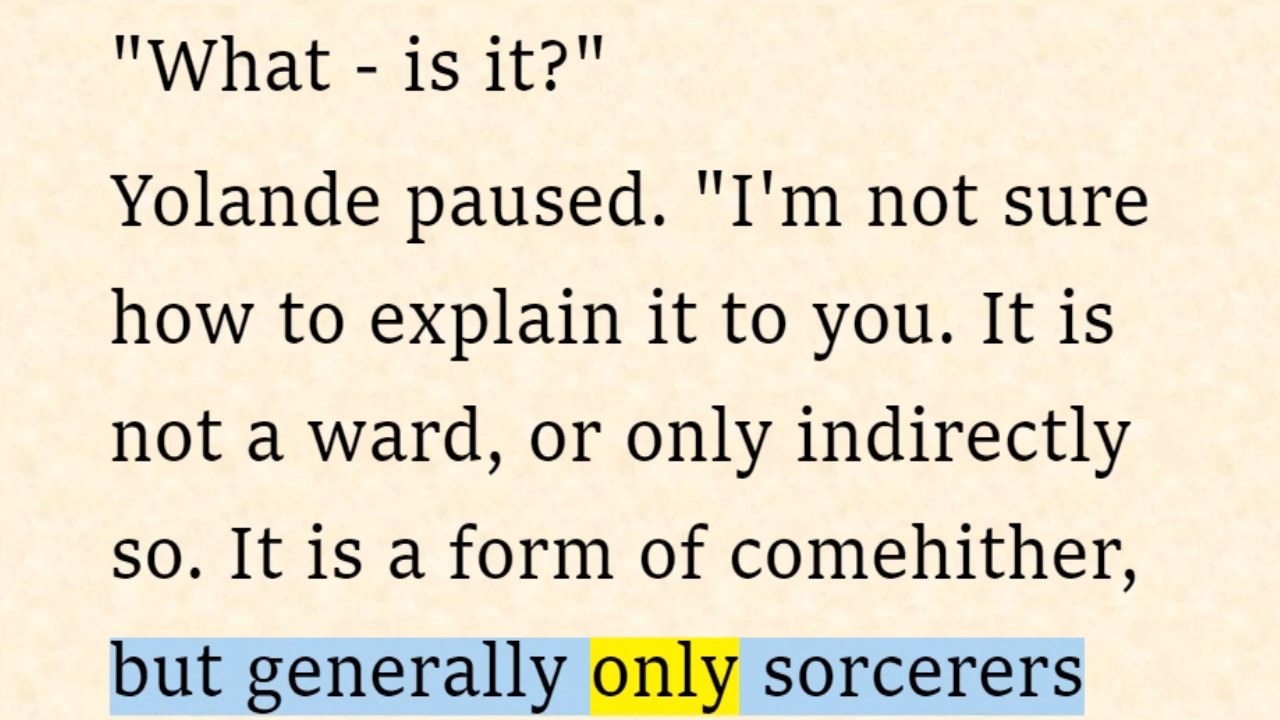 "What - is it?"
Yolande paused. "I'm not sure
how to explain it to you. It is
not a ward, or only indirectly
so. It is a form of comehither,
but generally only sorcerers